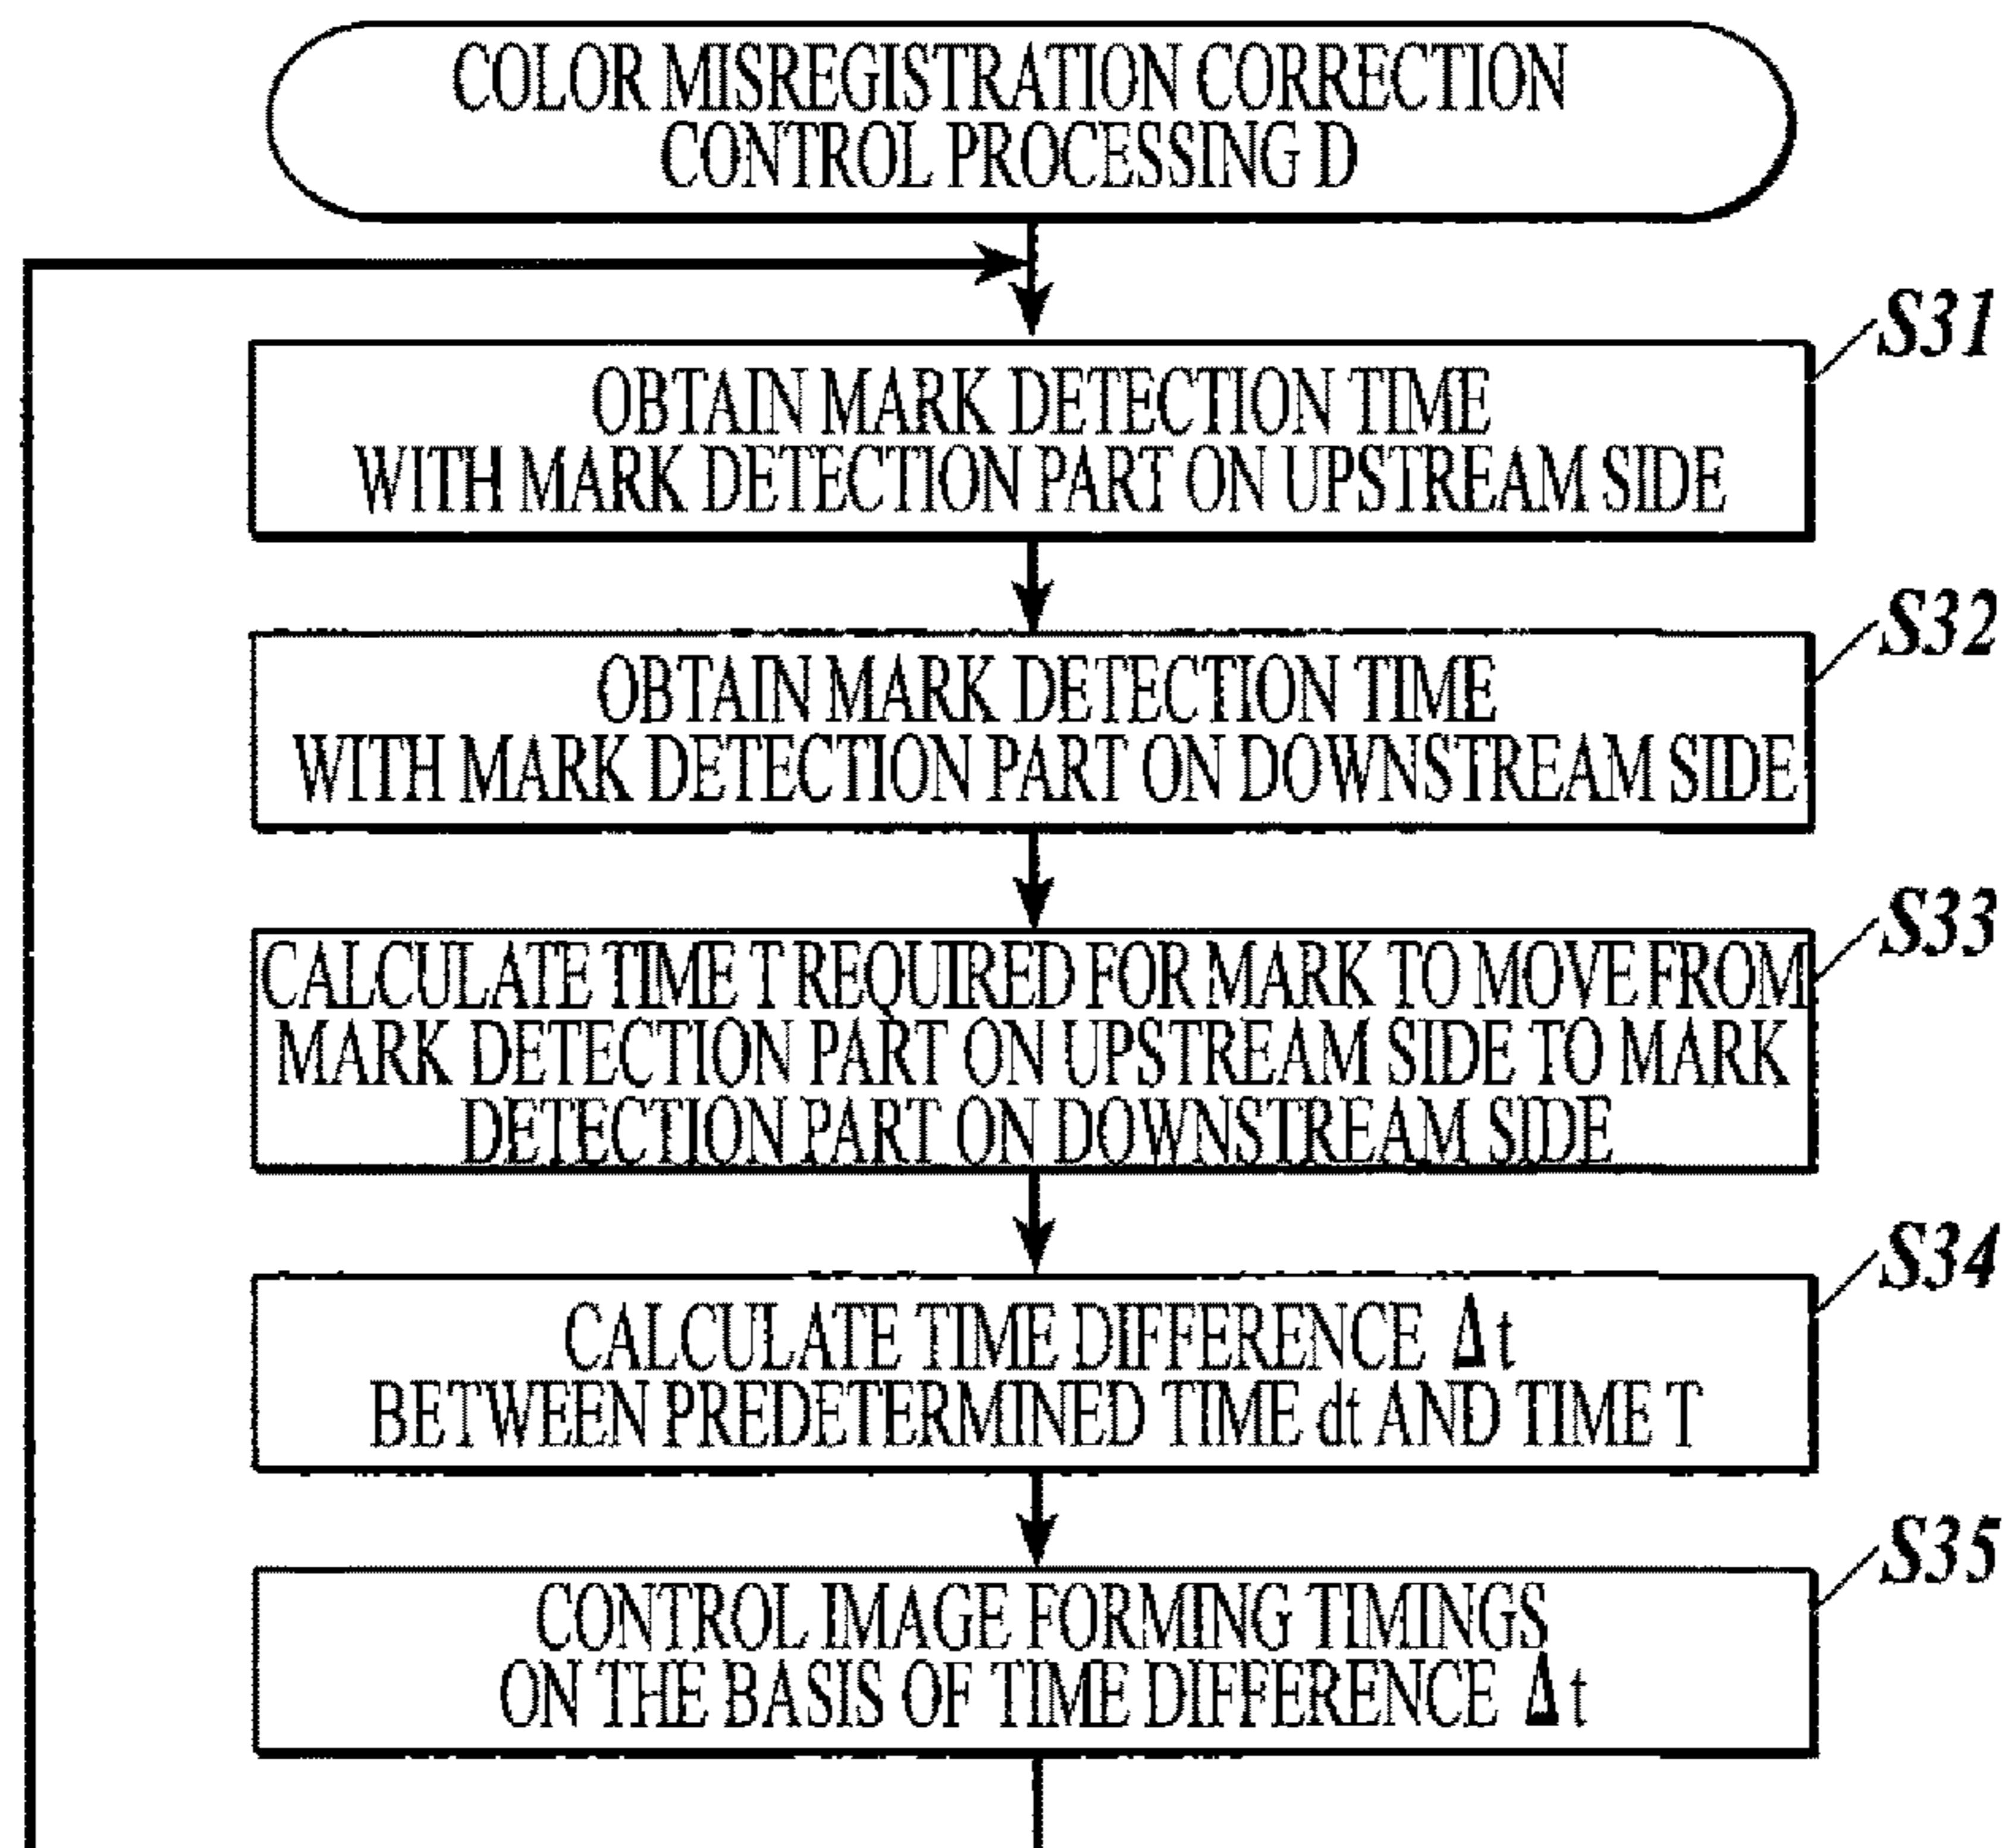 COLOR MISREGISTRATION CORRECTION
CONTROL PROCESSING D
S31
OBTAIN MARK DETECTION TIME
WITH MARK DETECTION PART ON UPSTREAM SIDE
S32
OBTAIN MARK DETECTION TIME
WITH MARK DETECTION PART ON DOWNSTREAM SIDE
S33
CALCULATE TIME T REQUIRED FOR MARK TO MOVE FROM
MARK DETECTION PART ON UPSTREAM SIDE TO MARK
DETECTION PART ON DOWNSTREAM SIDE
S34
CALCULATE TIME DIFFERENCE Δt
BETWEEN PREDETERMINED TIME dt AND TIME T
S35
CONTROL IMAGE FORMING TIMINGS
ON THE BASIS OF TIME DIFFERENCE Δt